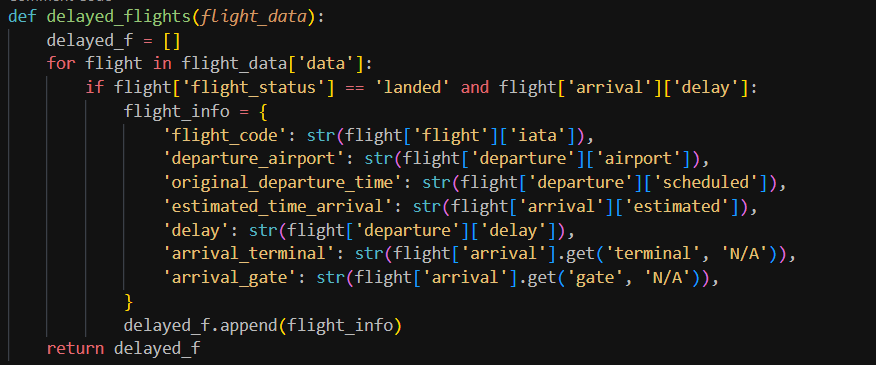 def delayed_flights(flight_data):
    delayed_f = []
    for flight in flight_data['data']:
        if flight['flight_status'] == 'landed' and flight['arrival']['delay']:
            flight_info = {
                'flight_code': str(flight['flight']['iata']),
                'departure_airport': str(flight['departure']['airport']),
                'original_departure_time': str(flight['departure']['scheduled']),
                'estimated_time_arrival': str(flight['arrival']['estimated']),
                'delay': str(flight['departure']['delay']),
                'arrival_terminal': str(flight['arrival'].get('terminal', 'N/A')),
                'arrival_gate': str(flight['arrival'].get('gate', 'N/A')),
            }
            delayed_f.append(flight_info)
    return delayed_f